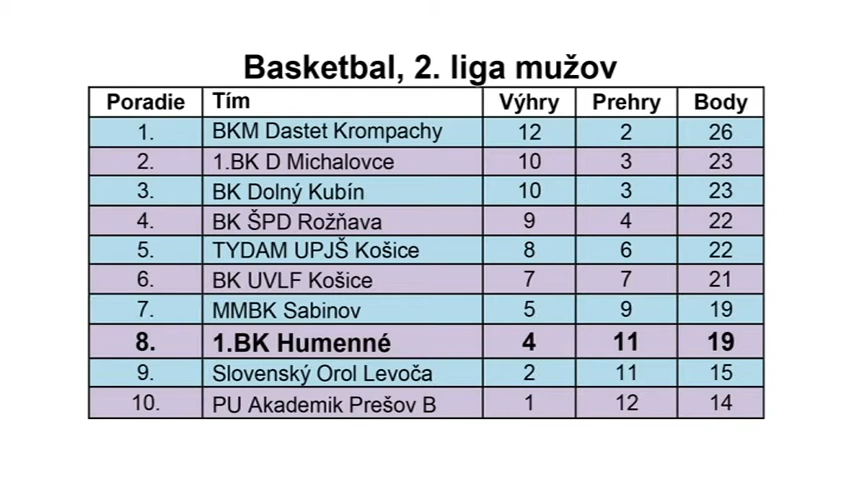 Basketbal, 2. liga mužov
Poradie Tím Výhry Prehry Body
1. BKM Dastet Krompachy 12 2 26
2. 1.BK D Michalovce 10 3 23
3. BK Dolný Kubín 10 3 23
4. BK ŠPD Rožňava 9 4 22
5. TYDAM UPJŠ Košice 8 6 22
6. BK UVLF Košice 7 7 21
7. MMBK Sabinov 5 9 19
8. 1.BK Humenné 4 11 19
9. Slovenský Orol Levoča 2 11 15
10. PU Akademik Prešov B 1 12 14